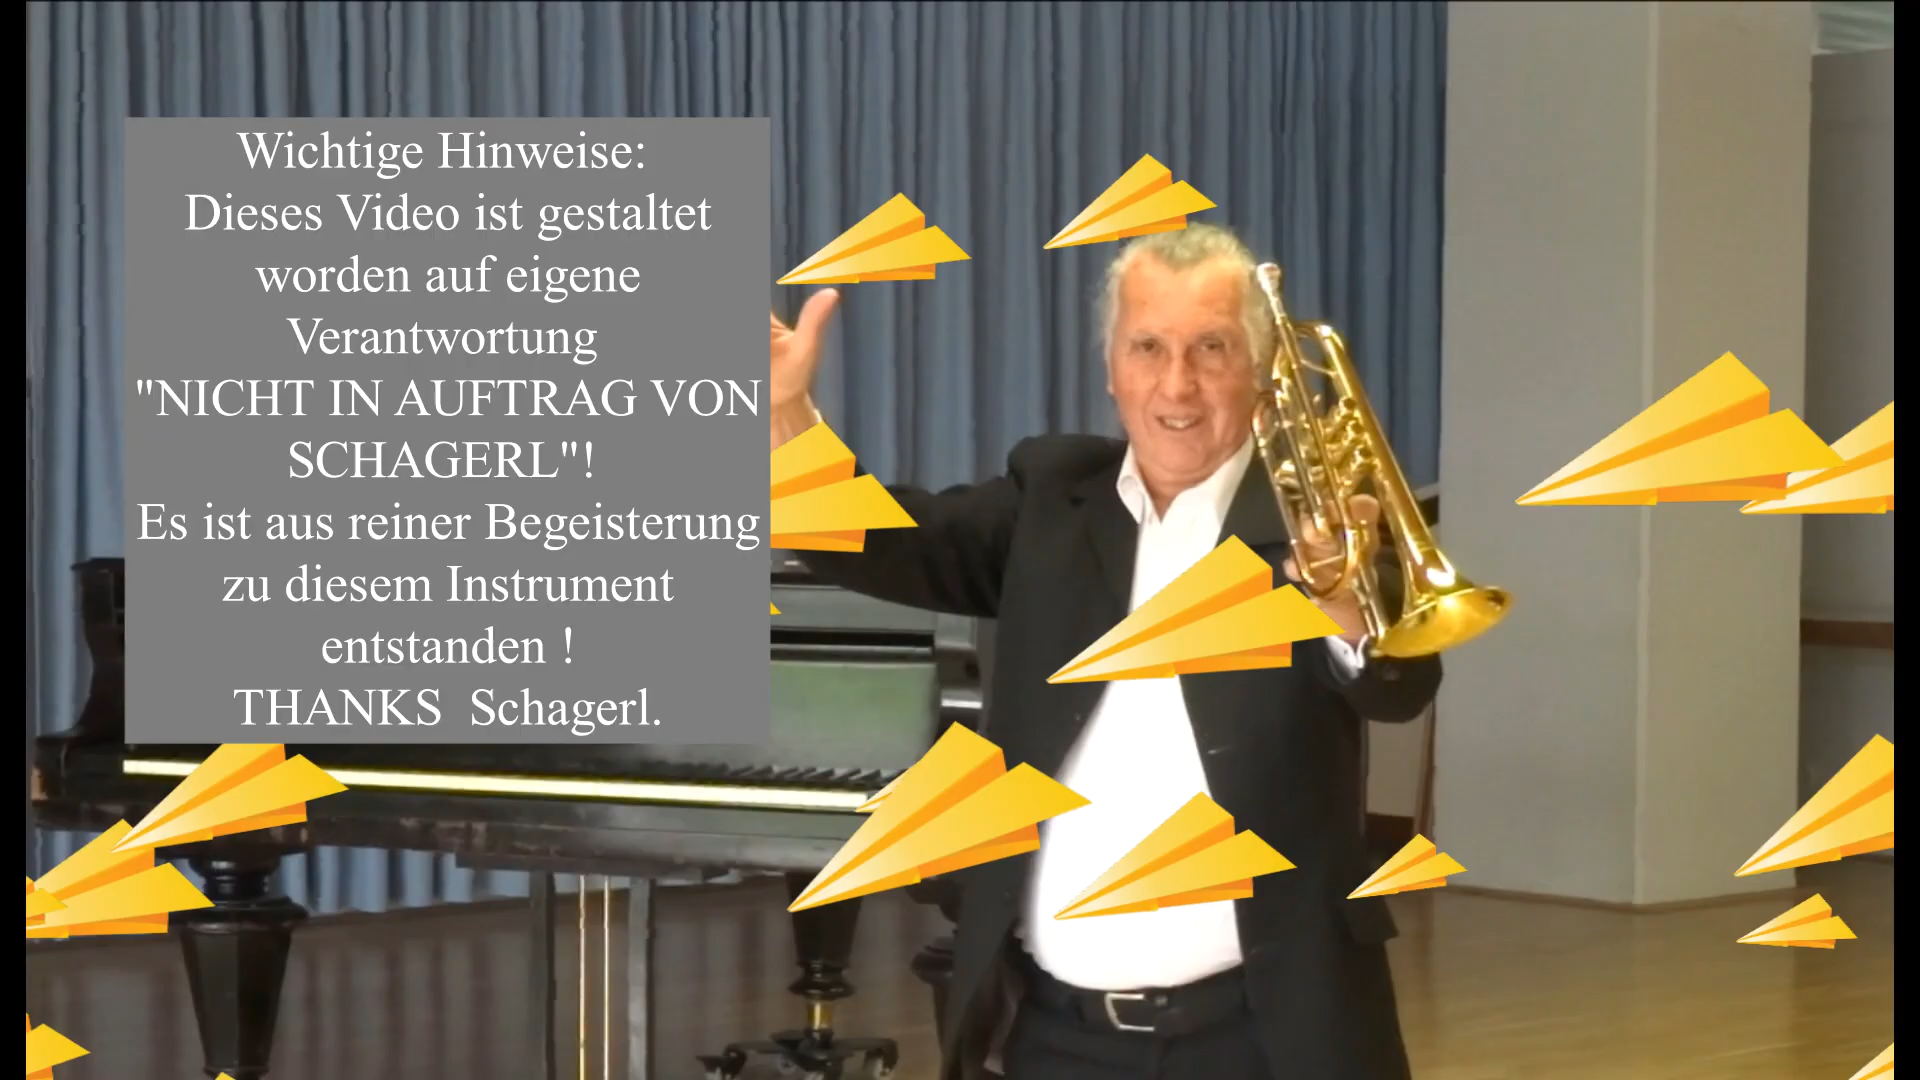 Wichtige Hinweise:
Dieses Video ist gestaltet
worden auf eigene
Verantwortung
"NICHT IN AUFTRAG VON
SCHAGERL"!
Es ist aus reiner Begeisterung
zu diesem Instrument
entstanden !
THANKS  Schagerl.